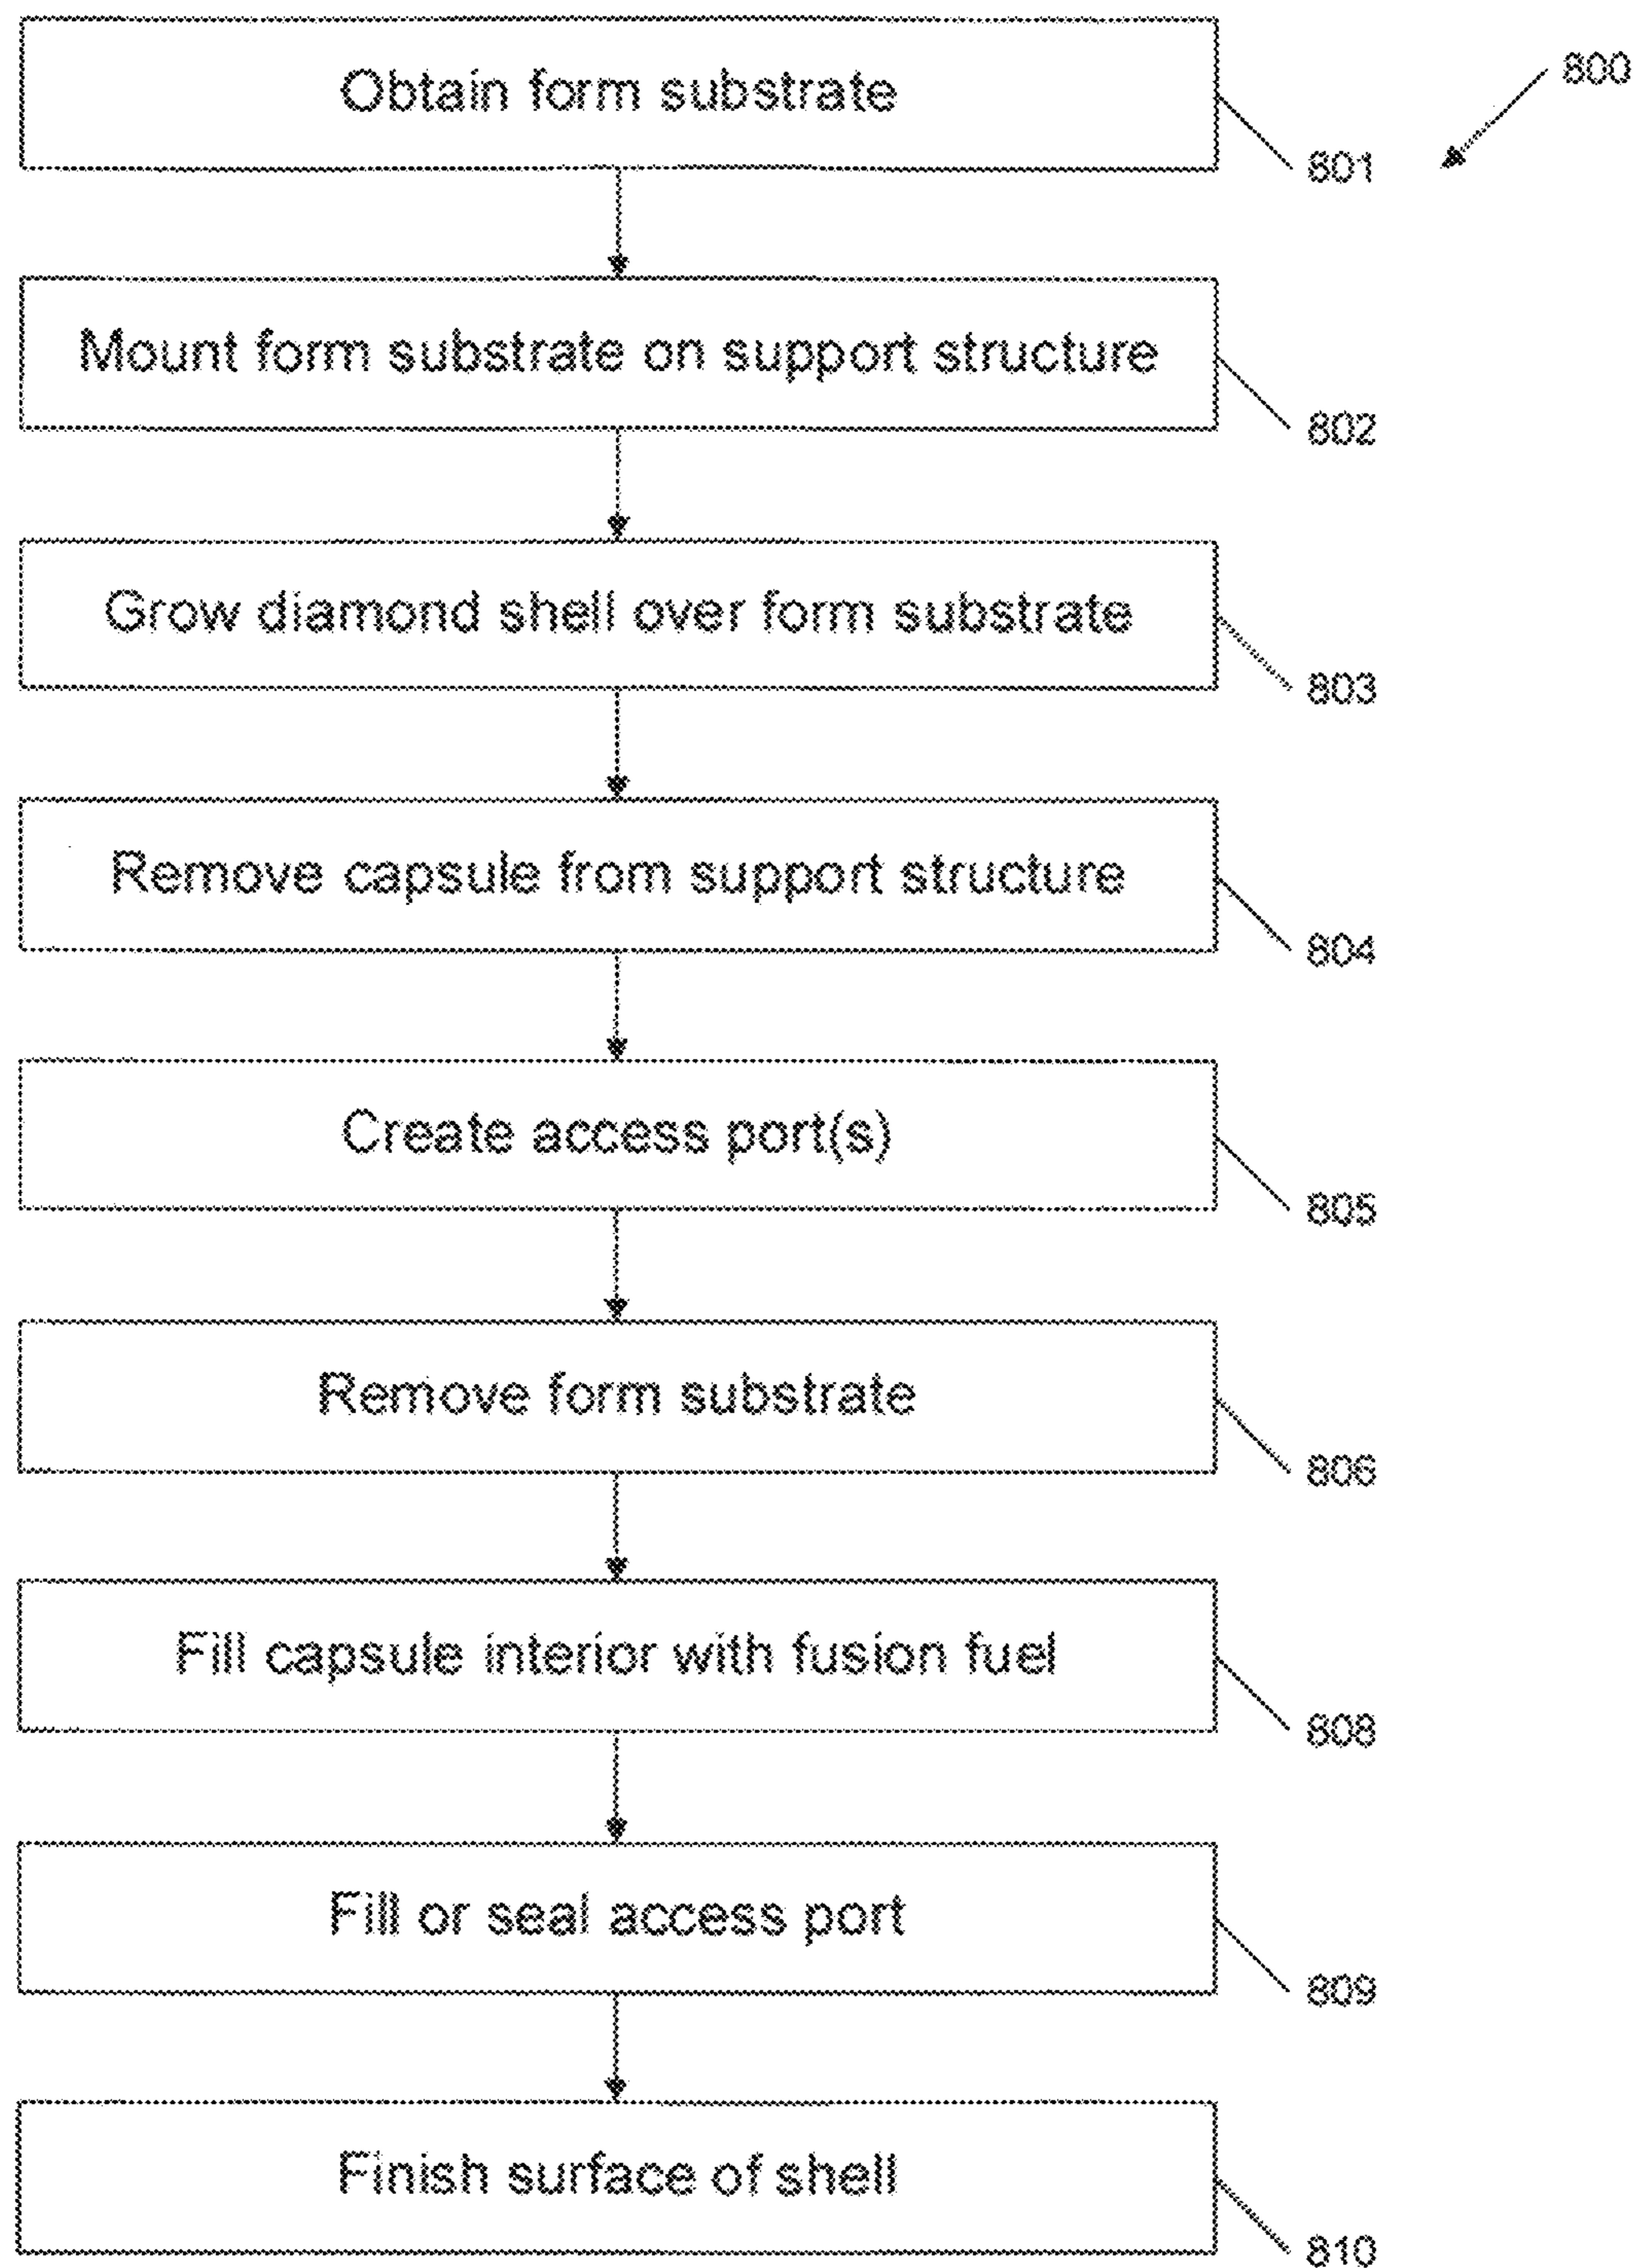 Obtain form substrate
800
801
Mount form substrate on support structure
802
Grow diamond shell over form substrate
803
Remove capsule from support structure
804
Create access port(s)
805
Remove form substrate
806
Fill capsule interior with fusion fuel
808
Fill or seal access port
809
Finish surface of shell
810